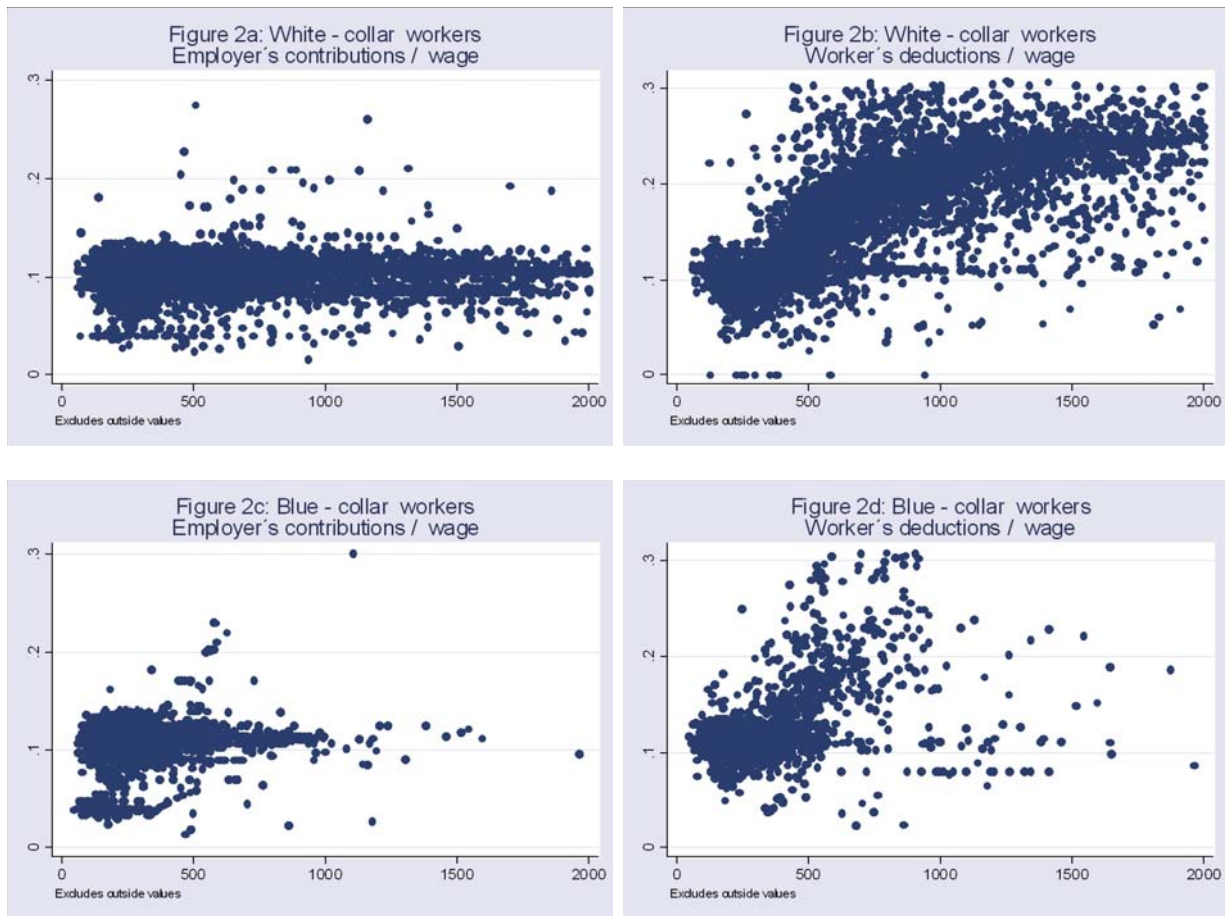 Figure 2a: White - collar workers
Employer´s contributions / wage
.3
.2
.1
0
0 500 1000 1500 2000
Excludes outside values
Figure 2b: White - collar workers
Worker´s deductions / wage
.3
.2
.1
0
0 500 1000 1500 2000
Excludes outside values
Figure 2c: Blue - collar workers
Employer´s contributions / wage
.3
.2
.1
0
0 500 1000 1500 2000
Excludes outside values
Figure 2d: Blue - collar workers
Worker´s deductions / wage
.3
.2
.1
0
0 500 1000 1500 2000
Excludes outside values